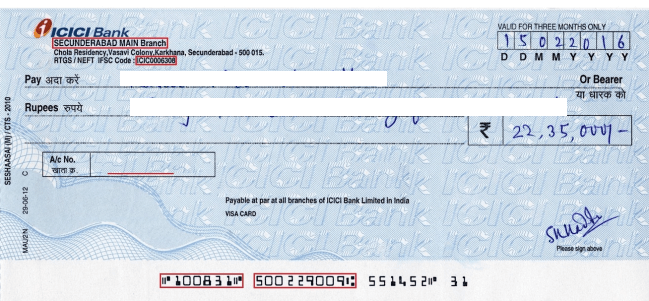 ICICI Bank
SECUNDERABAD MAIN Branch
Chola Residency,Vasavi Colony,Karkhana, Secunderabad - 500 015.
RTGS / NEFT IFSC Code : ICIC0006308
VALID FOR THREE MONTHS ONLY
1 5 0 2 2 0 1 6
D D M M Y Y Y Y
Pay अदा करें
Or Bearer
या धारक को
Rupees रुपये
₹ 22,35,000/-
A/c No.
खाता क्र.
Payable at par at all branches of ICICI Bank Limited in India
VISA CARD
Please sign above
SESHAASAI (M) / CTS - 2010
MAU2N 29-06-12 C
⑈100831⑈ 500229009⑆ 551452⑈ 31